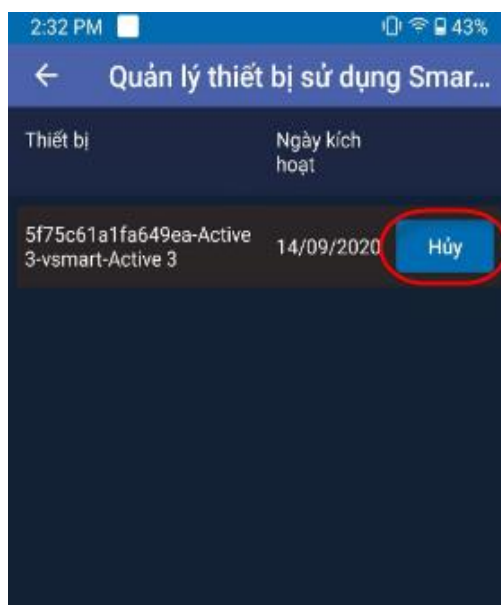 2:32 PM 43%
Quản lý thiết bị sử dụng Smar...
Thiết bị
Ngày kích
hoạt
5f75c61a1fa649ea-Active
3-vsmart-Active 3
14/09/2020
Hủy